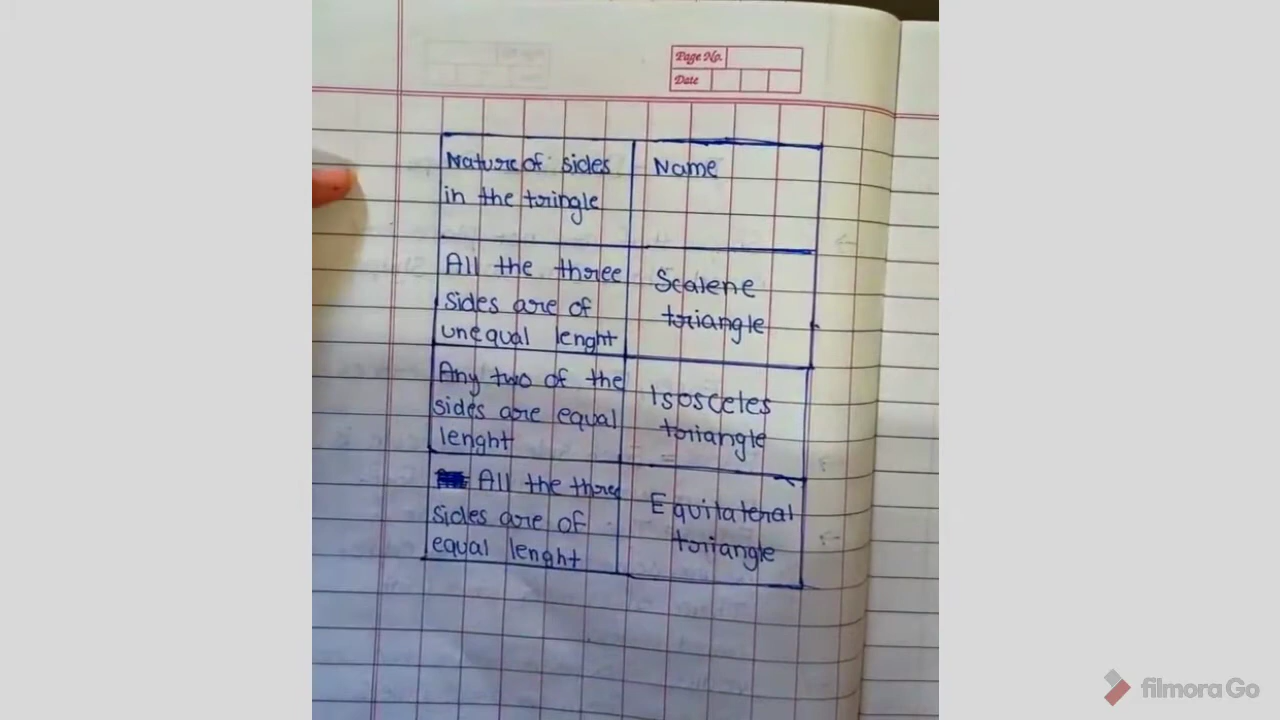 Page No.
Date
Nature of sides
in the tringle
Name
All the three
sides are of
unequal lenght
Scalene
triangle
Any two of the
sides are equal
lenght
Isosceles
triangle
All the three
sides are of
equal lenght
Equilateral
triangle
filmora Go